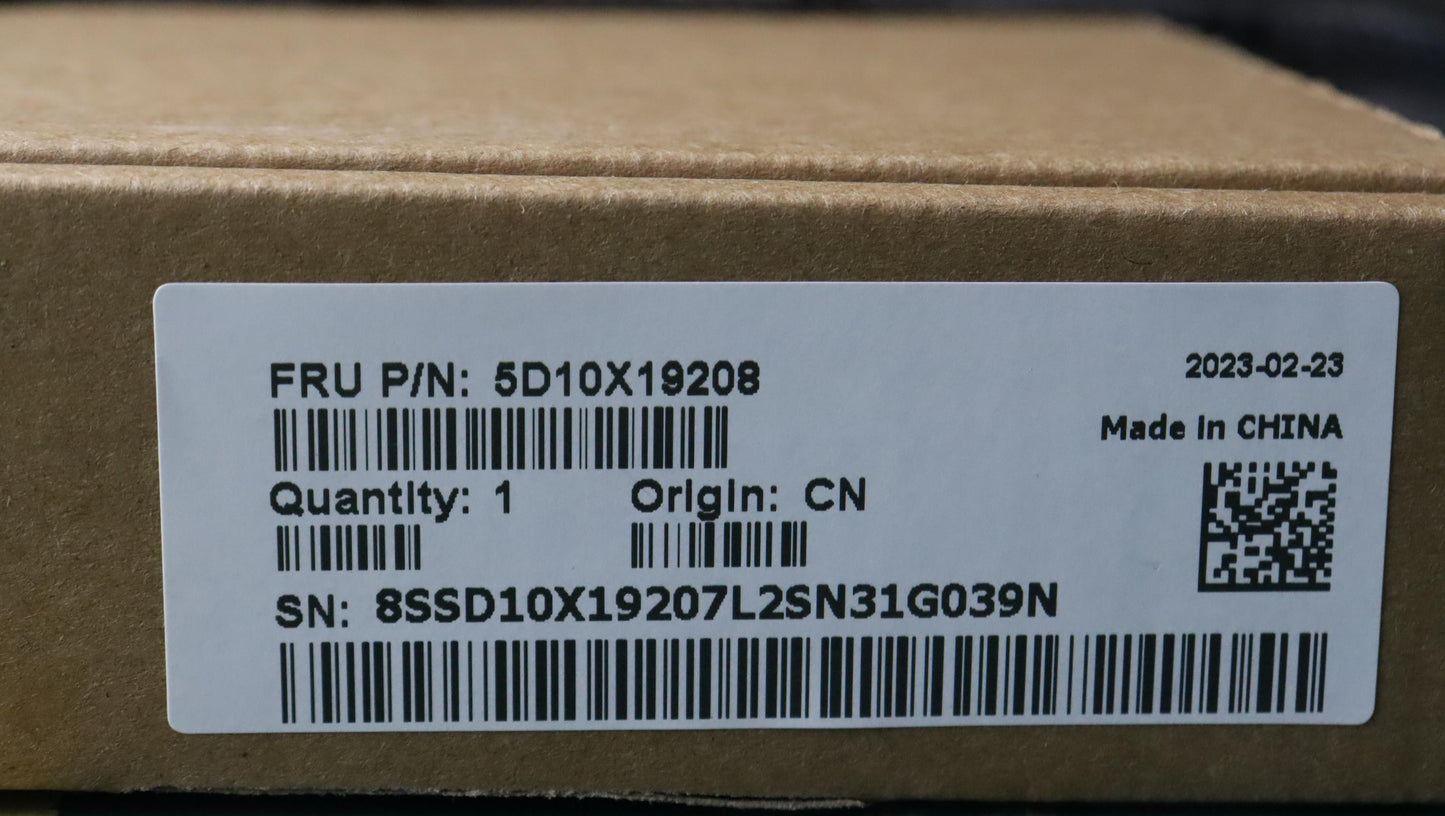 FRU P/N: 5D10X19208
2023-02-23
Made in CHINA
Quantity: 1 Origin: CN
SN: 8SSD10X19207L2SN31G039N